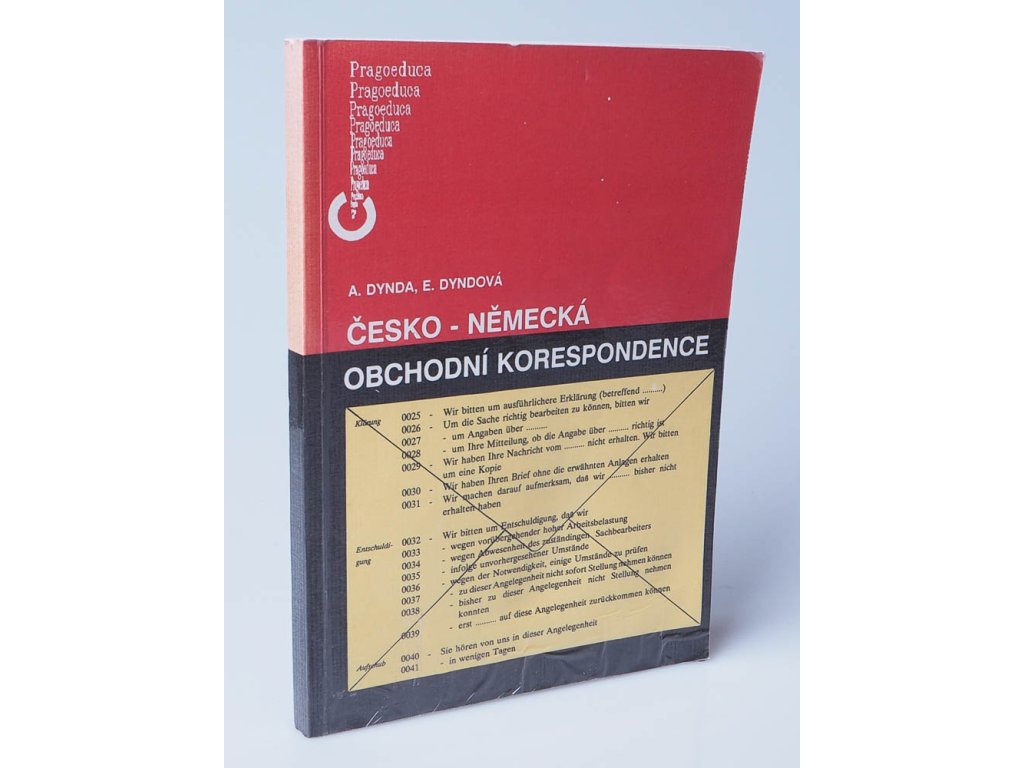 Pragoeduca
Pragoeduca
Pragoeduca
Pragoeduca
Pragoeduca
Pragoeduca
Pragoeduca
Pragoeduca
A. DYNDA, E. DYNDOVÁ
ČESKO - NĚMECKÁ
OBCHODNÍ KORESPONDENCE
Klärung 0025 - Wir bitten um ausführlichere Erklärung (betreffend ..........)
0026 - Um die Sache richtig bearbeiten zu können, bitten wir
0027 - um Angaben über ..........
0028 - um Ihre Mitteilung, ob die Angabe über .......... richtig ist
0029 - Wir haben Ihre Nachricht vom .......... nicht erhalten. Wir bitten
um eine Kopie
0030 - Wir haben Ihren Brief ohne die erwähnten Anlagen erhalten
0031 - Wir machen darauf aufmerksam, daß wir .......... bisher nicht
erhalten haben
Entschuldi- 0032 - Wir bitten um Entschuldigung, daß wir
gung 0033 - wegen vorübergehender hoher Arbeitsbelastung
0034 - wegen Abwesenheit des zuständingen Sachbearbeiters
0035 - infolge unvorhergesehener Umstände
0036 - wegen der Notwendigkeit, einige Umstände zu prüfen
0037 - zu dieser Angelegenheit nicht sofort Stellung nehmen können
0038 - bisher zu dieser Angelegenheit nicht Stellung nehmen
konnten
0039 - erst .......... auf diese Angelegenheit zurückkommen können
Aufschub 0040 - Sie hören von uns in dieser Angelegenheit
0041 - in wenigen Tagen